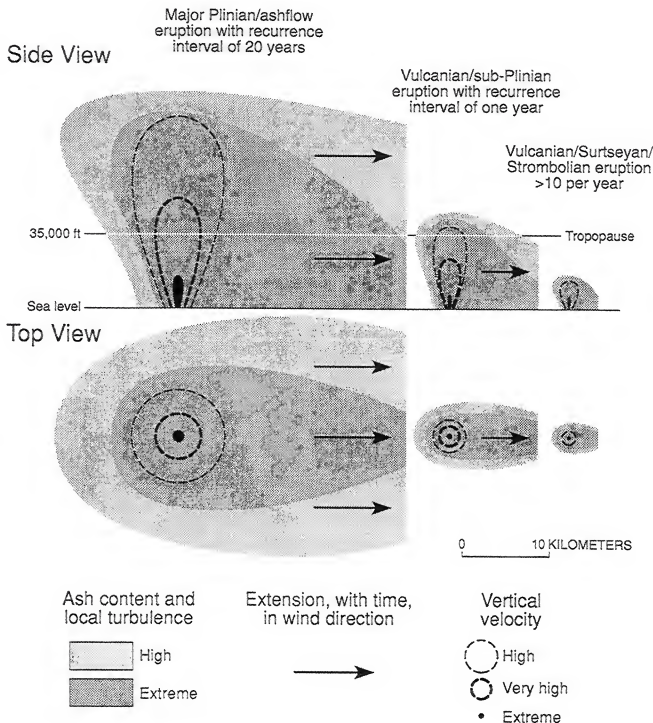 Major Plinian/ashflow
eruption with recurrence
interval of 20 years
Side View
Vulcanian/sub-Plinian
eruption with recurrence
interval of one year
Vulcanian/Surtseyan/
Strombolian eruption
>10 per year
35,000 ft
Tropopause
Sea level
Top View
0 10 KILOMETERS
Ash content and
local turbulence
High
Extreme
Extension, with time,
in wind direction
Vertical
velocity
High
Very high
Extreme